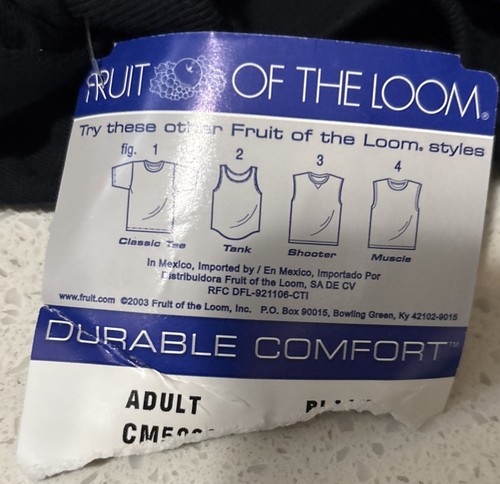 FRUIT OF THE LOOM®
Try these other Fruit of the Loom® styles
fig. 1 2 3 4
Classic Tee Tank Shooter Muscle
In Mexico, Imported by / En Mexico, Importado Por
Distribuidora Fruit of the Loom, SA DE CV
RFC DFL-921106-CTI
www.fruit.com ©2003 Fruit of the Loom, Inc. P.O. Box 90015, Bowling Green, Ky 42102-9015
DURABLE COMFORT™
ADULT